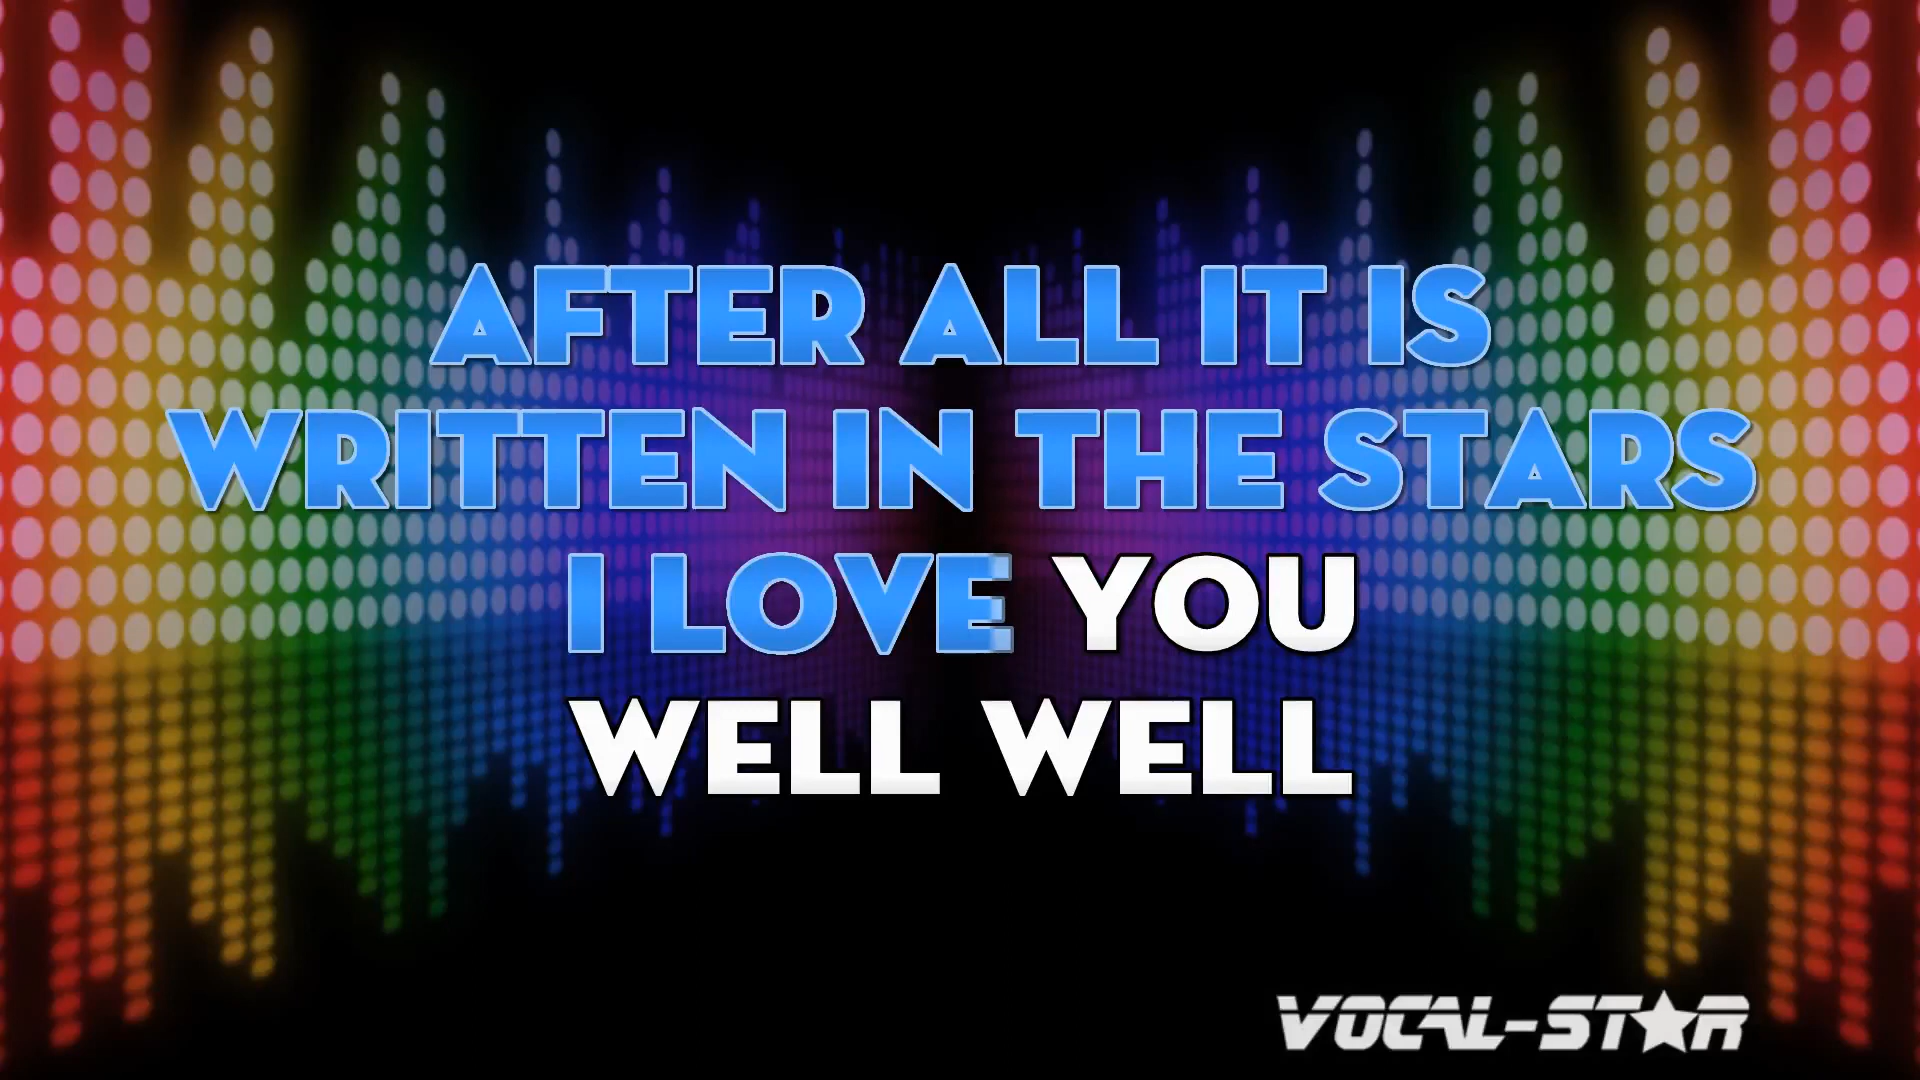 AFTER ALL IT IS
WRITTEN IN THE STARS
I LOVE YOU
WELL WELL
VOCAL-STAR